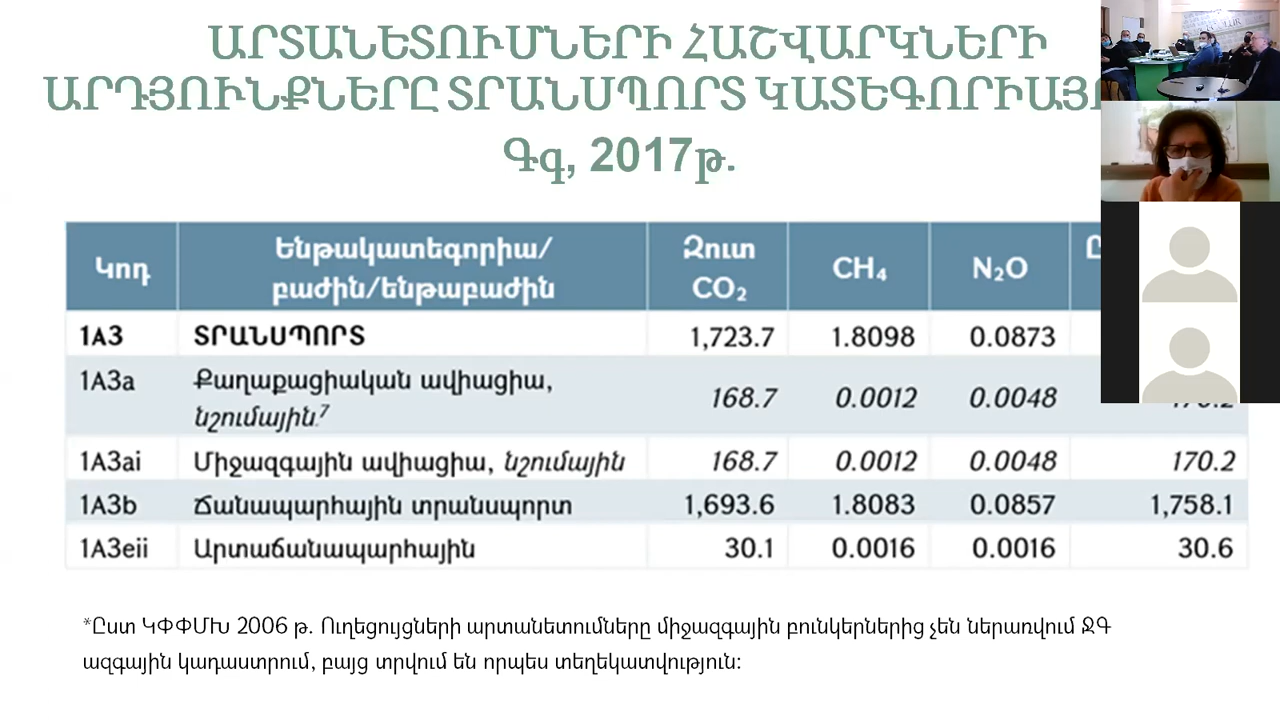 ԱՐՏԱՆԵՏՈՒՄՆԵՐԻ ՀԱՇՎԱՐԿՆԵՐԻ
ԱՐԴՅՈՒՆՔՆԵՐԸ ՏՐԱՆՍՊՈՐՏ
Գգ, 2017թ.
Կոդ Ենթակատեգորիա/ բաժին/ենթաբաժին Զուտ CO₂ CH₄ N₂O
1A3 ՏՐԱՆՍՊՈՐՏ 1,723.7 1.8098 0.0873
1A3a Քաղաքացիական ավիացիա, նշումային.7 168.7 0.0012 0.0048
1A3ai Միջազգային ավիացիա, նշումային 168.7 0.0012 0.0048 170.2
1A3b Ճանապարհային տրանսպորտ 1,693.6 1.8083 0.0857 1,758.1
1A3eii Արտաճանապարհային 30.1 0.0016 0.0016 30.6
*Ըստ ԿՓՓՄԽ 2006 թ. Ուղեցույցների արտանետումները միջազգային բունկերներից չեն ներառվում ՋԳ
ազգային կադաստրում, բայց տրվում են որպես տեղեկատվություն: